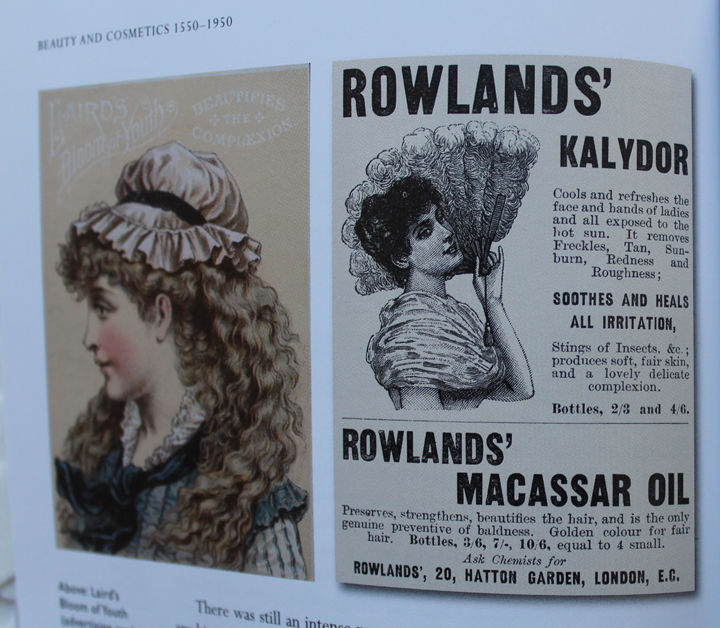 BEAUTY AND COSMETICS 1550–1950
LAIRD'S
Bloom of Youth
BEAUTIFIES
THE
COMPLEXION.
ROWLANDS'
KALYDOR
Cools and refreshes the
face and hands of ladies
and all exposed to the
hot sun. It removes
Freckles, Tan, Sun-
burn, Redness and
Roughness;
SOOTHES AND HEALS
ALL IRRITATION,
Stings of Insects, &c.;
produces soft, fair skin,
and a lovely delicate
complexion.
Bottles, 2/3 and 4/6.
ROWLANDS'
MACASSAR OIL
Preserves, strengthens, beautifies the hair, and is the only
genuine preventive of baldness. Golden colour for fair
hair. Bottles, 3/6, 7/-, 10/6, equal to 4 small.
Ask Chemists for
ROWLANDS', 20, HATTON GARDEN, LONDON, E.C.
Above: Laird's
Bloom of Youth
There was still an intense